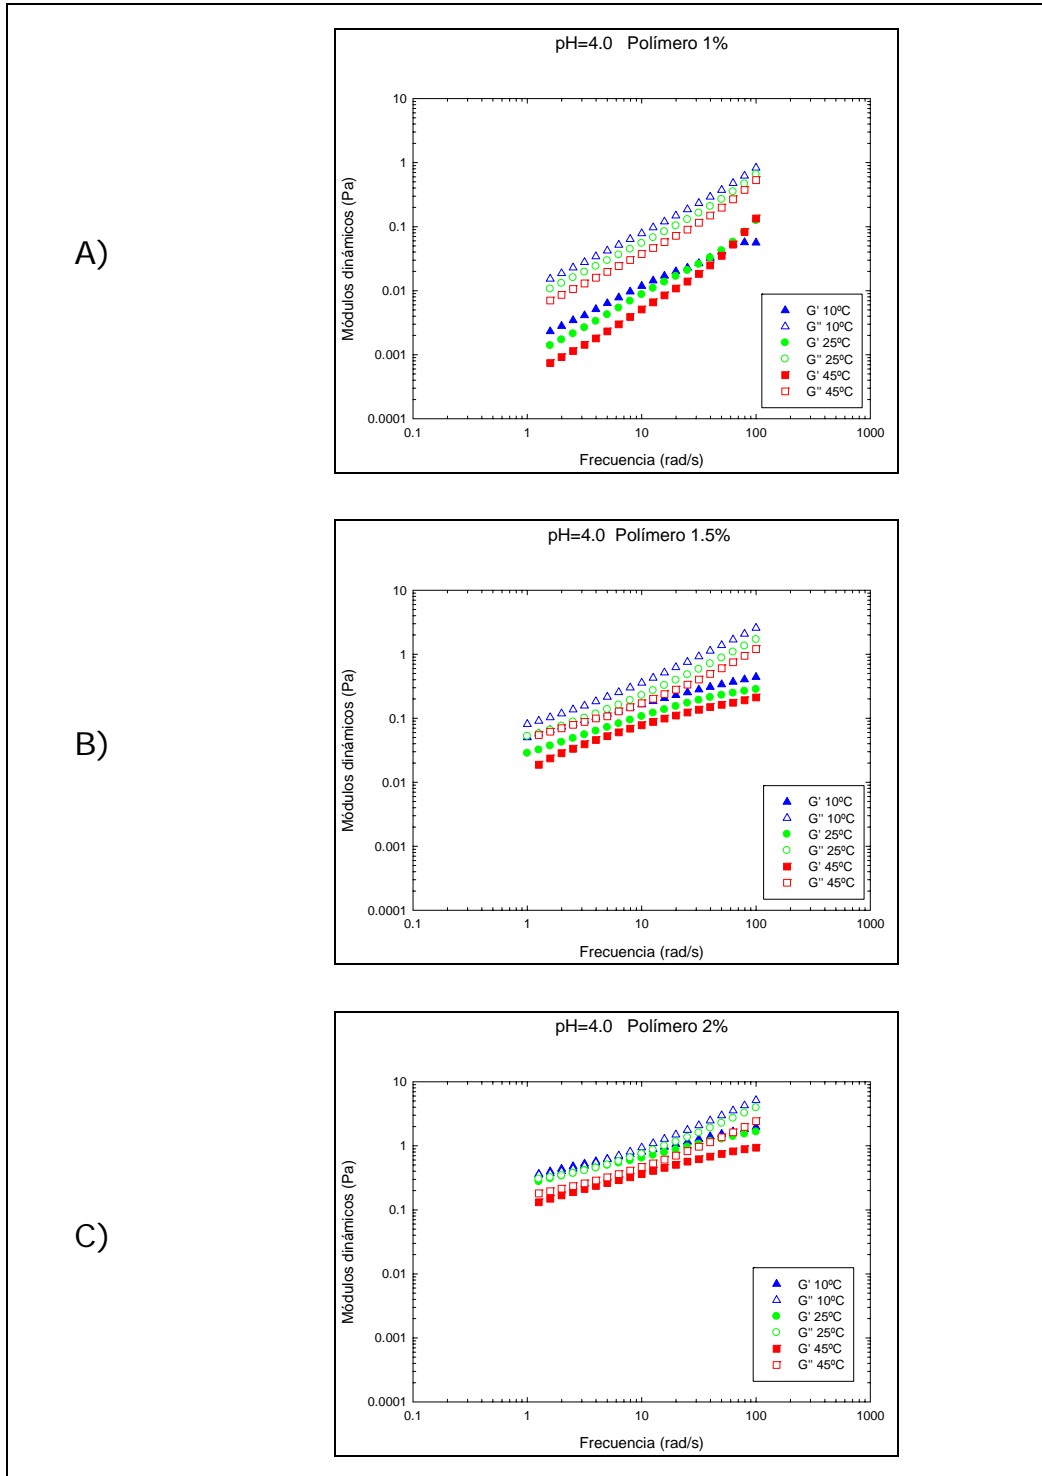 A)
pH=4.0 Polímero 1%
Módulos dinámicos (Pa)
10
1
0.1
0.01
0.001
0.0001
0.1 1 10 100 1000
Frecuencia (rad/s)
G' 10ºC
G'' 10ºC
G' 25ºC
G'' 25ºC
G' 45ºC
G'' 45ºC
B)
pH=4.0 Polímero 1.5%
Módulos dinámicos (Pa)
10
1
0.1
0.01
0.001
0.0001
0.1 1 10 100 1000
Frecuencia (rad/s)
G' 10ºC
G'' 10ºC
G' 25ºC
G'' 25ºC
G' 45ºC
G'' 45ºC
C)
pH=4.0 Polímero 2%
Módulos dinámicos (Pa)
10
1
0.1
0.01
0.001
0.0001
0.1 1 10 100 1000
Frecuencia (rad/s)
G' 10ºC
G'' 10ºC
G' 25ºC
G'' 25ºC
G' 45ºC
G'' 45ºC